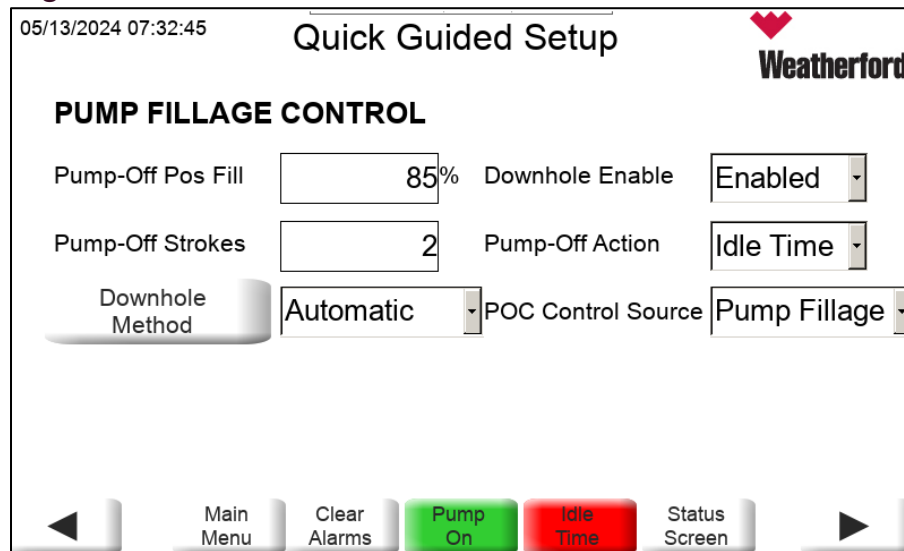 05/13/2024 07:32:45
Quick Guided Setup
Weatherford
PUMP FILLAGE CONTROL
Pump-Off Pos Fill 85% Downhole Enable Enabled
Pump-Off Strokes 2 Pump-Off Action Idle Time
Downhole
Method
Automatic POC Control Source Pump Fillage
Main
Menu
Clear
Alarms
Pump
On
Idle
Time
Status
Screen